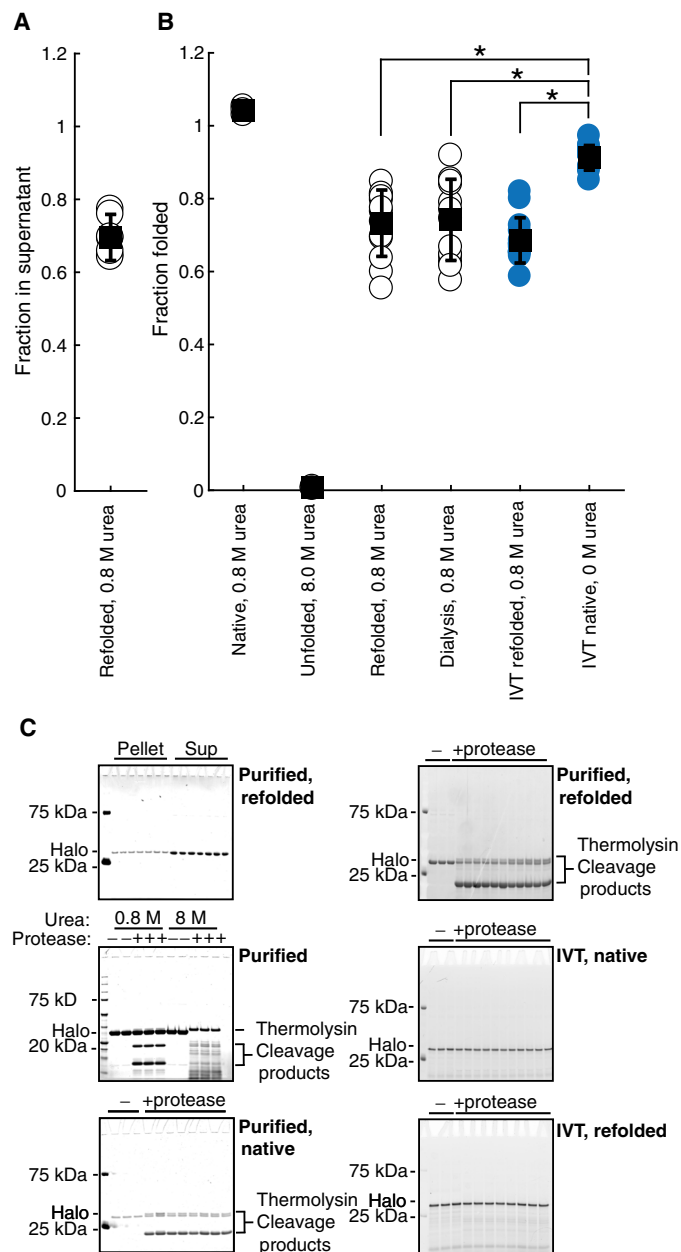 A
B
1.2
1
0.8
0.6
0.4
0.2
0
Fraction in supernatant
Refolded, 0.8 M urea
1.2
1
0.8
0.6
0.4
0.2
0
Fraction folded
*
*
*
Native, 0.8 M urea
Unfolded, 8.0 M urea
Refolded, 0.8 M urea
Dialysis, 0.8 M urea
IVT refolded, 0.8 M urea
IVT native, 0 M urea
C
Pellet Sup
75 kDa
Halo
25 kDa
Purified,
refolded
Urea: 0.8 M 8 M
Protease: – – + + + – – + + +
75 kD
Halo
20 kDa
Purified
Thermolysin
Cleavage
products
– +protease
75 kDa
Halo
25 kDa
Purified,
native
Thermolysin
Cleavage
products
– +protease
75 kDa
Halo
25 kDa
Purified,
refolded
Thermolysin
Cleavage
products
– +protease
75 kDa
Halo
25 kDa
IVT, native
– +protease
75 kDa
Halo
25 kDa
IVT, refolded